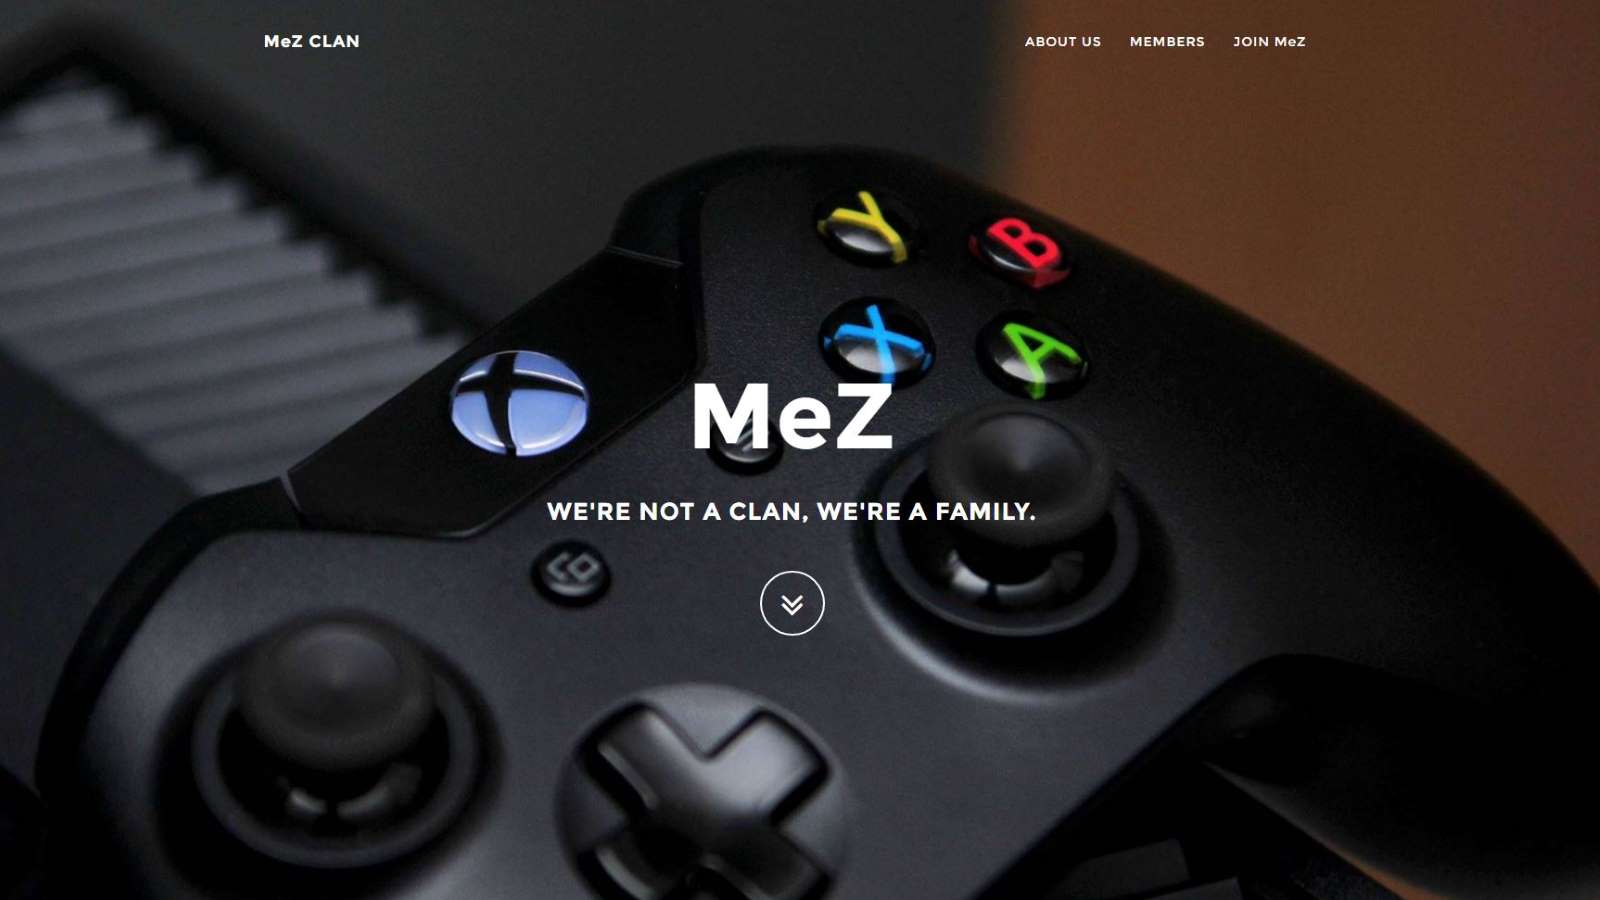 MeZ CLAN
ABOUT US MEMBERS JOIN MeZ
Y
B
X
A
MeZ
WE'RE NOT A CLAN, WE'RE A FAMILY.